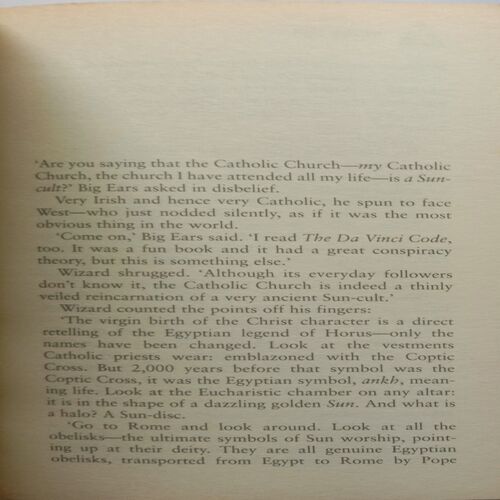 ‘Are you saying that the Catholic Church—my Catholic
Church, the church I have attended all my life—is a Sun-
cult?’ Big Ears asked in disbelief.
Very Irish and hence very Catholic, he spun to face
West—who just nodded silently, as if it was the most
obvious thing in the world.
‘Come on,’ Big Ears said. ‘I read The Da Vinci Code,
too. It was a fun book and it had a great conspiracy
theory, but this is something else.’
Wizard shrugged. ‘Although its everyday followers
don’t know it, the Catholic Church is indeed a thinly
veiled reincarnation of a very ancient Sun-cult.’
Wizard counted the points off his fingers:
‘The virgin birth of the Christ character is a direct
retelling of the Egyptian legend of Horus—only the
names have been changed. Look at the vestments
Catholic priests wear: emblazoned with the Coptic
Cross. But 2,000 years before that symbol was the
Coptic Cross, it was the Egyptian symbol, ankh, mean-
ing life. Look at the Eucharistic chamber on any altar:
it is in the shape of a dazzling golden Sun. And what is
a halo? A Sun-disc.
‘Go to Rome and look around. Look at all the
obelisks—the ultimate symbols of Sun worship, point-
ing up at their deity. They are all genuine Egyptian
obelisks, transported from Egypt to Rome by Pope